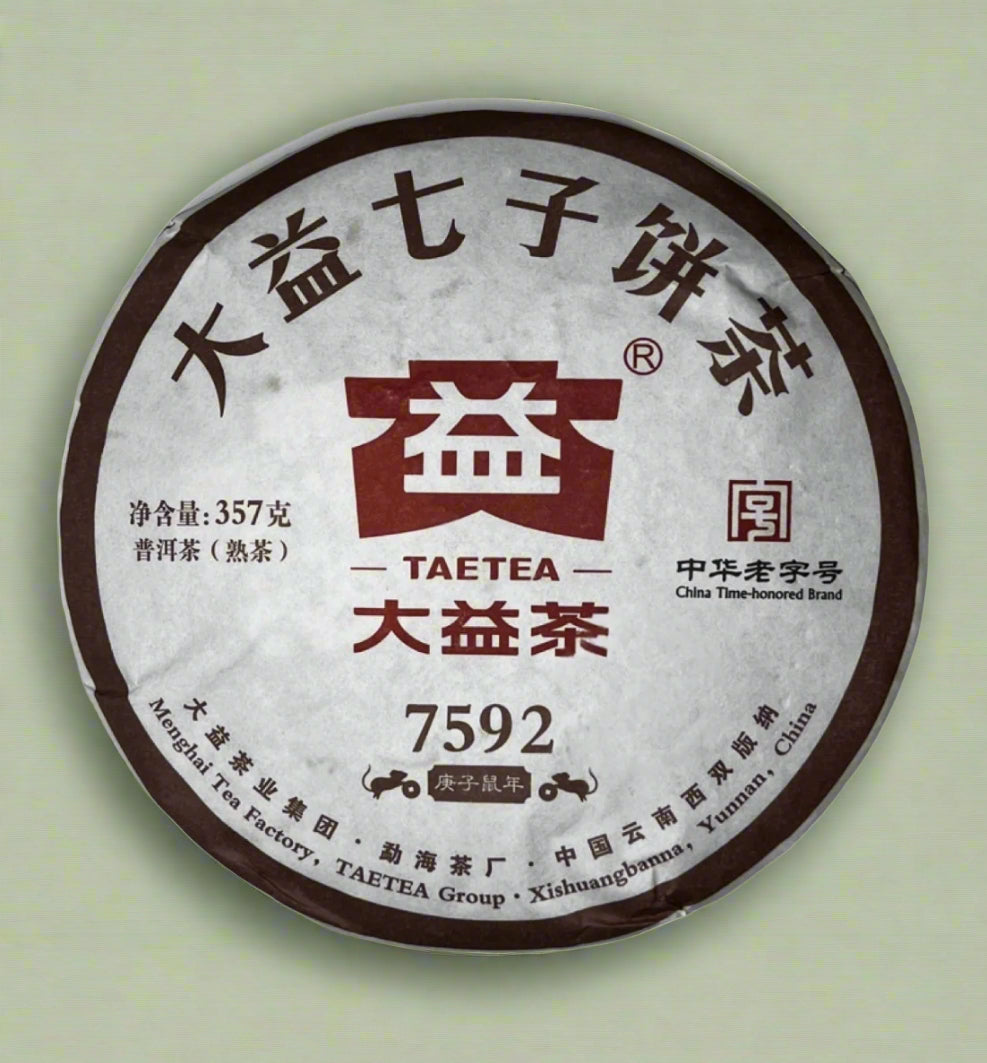 大益七子饼茶
益
®
净含量:357克
普洱茶(熟茶)
TAETEA
大益茶
中华老字号
China Time-honored Brand
7592
庚子鼠年
大益茶业集团·勐海茶厂·中国云南西双版纳
Menghai Tea Factory, TAETEA Group·Xishuangbanna, Yunnan, China